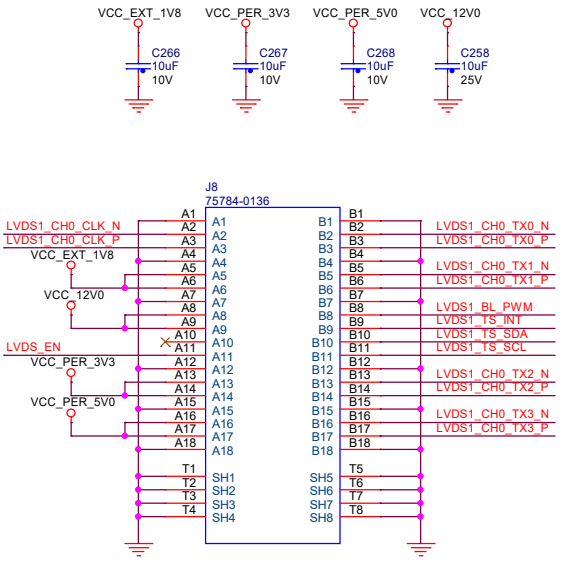 VCC_EXT_1V8 VCC_PER_3V3 VCC_PER_5V0 VCC_12V0
C266 C267 C268 C258
10uF 10uF 10uF 10uF
10V 10V 10V 25V
J8
75784-0136
A1 A1 B1 B1
LVDS1_CH0_CLK_N A2 A2 B2 B2 LVDS1_CH0_TX0_N
LVDS1_CH0_CLK_P A3 A3 B3 B3 LVDS1_CH0_TX0_P
VCC_EXT_1V8 A4 A4 B4 B4
A5 A5 B5 B5 LVDS1_CH0_TX1_N
A6 A6 B6 B6 LVDS1_CH0_TX1_P
VCC_12V0 A7 A7 B7 B7
A8 A8 B8 B8 LVDS1_BL_PWM
A9 A9 B9 B9 LVDS1_TS_INT
A10 A10 B10 B10 LVDS1_TS_SDA
LVDS_EN A11 A11 B11 B11 LVDS1_TS_SCL
VCC_PER_3V3 A12 A12 B12 B12
A13 A13 B13 B13 LVDS1_CH0_TX2_N
A14 A14 B14 B14 LVDS1_CH0_TX2_P
VCC_PER_5V0 A15 A15 B15 B15
A16 A16 B16 B16 LVDS1_CH0_TX3_N
A17 A17 B17 B17 LVDS1_CH0_TX3_P
A18 A18 B18 B18
T1 SH1 SH5 T5
T2 SH2 SH6 T6
T3 SH3 SH7 T7
T4 SH4 SH8 T8